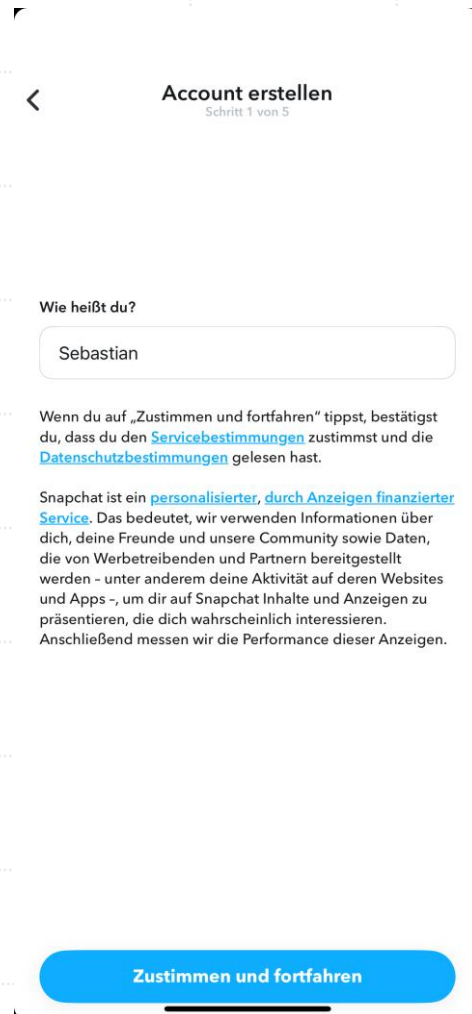 Account erstellen
Schritt 1 von 5
Wie heißt du?
Sebastian
Wenn du auf „Zustimmen und fortfahren“ tippst, bestätigst
du, dass du den Servicebestimmungen zustimmst und die
Datenschutzbestimmungen gelesen hast.
Snapchat ist ein personalisierter, durch Anzeigen finanzierter
Service. Das bedeutet, wir verwenden Informationen über
dich, deine Freunde und unsere Community sowie Daten,
die von Werbetreibenden und Partnern bereitgestellt
werden – unter anderem deine Aktivität auf deren Websites
und Apps –, um dir auf Snapchat Inhalte und Anzeigen zu
präsentieren, die dich wahrscheinlich interessieren.
Anschließend messen wir die Performance dieser Anzeigen.
Zustimmen und fortfahren